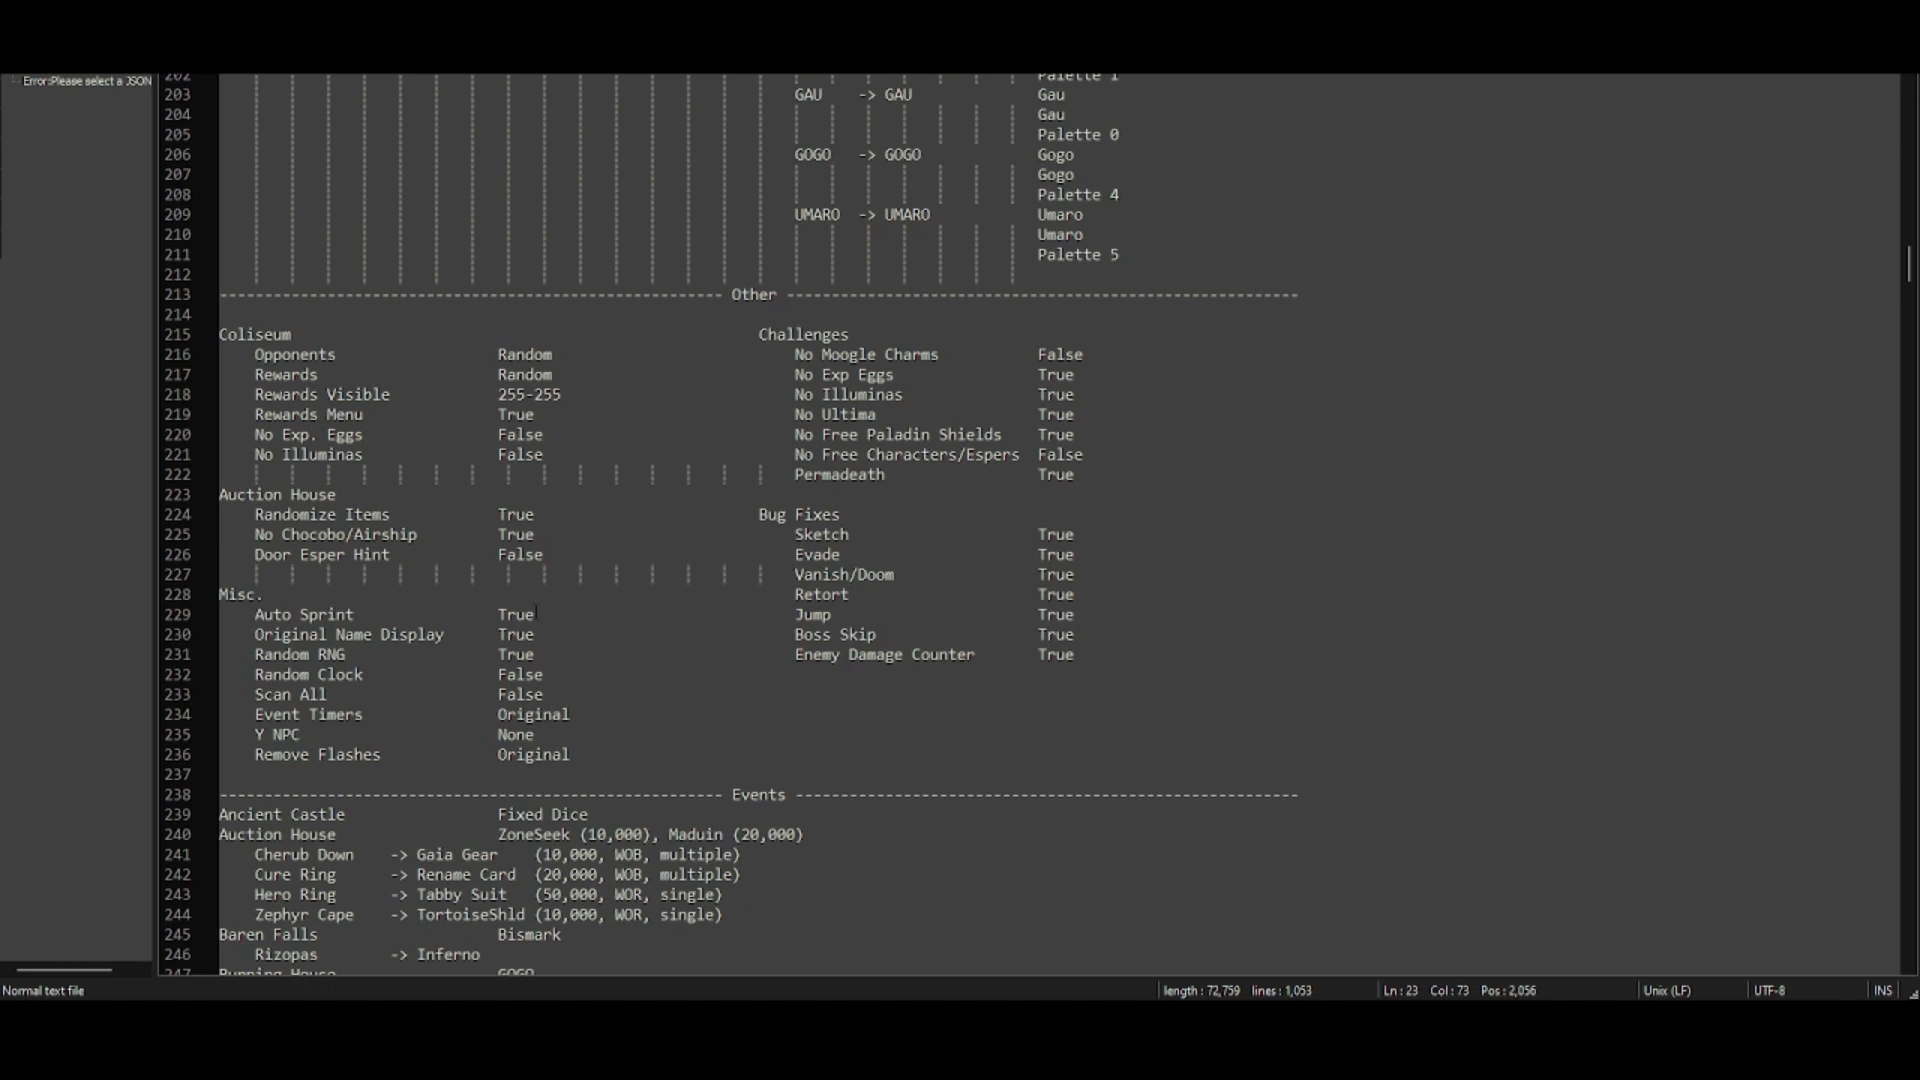 Error:Please select a JSON
202 Palette 1
203 GAU -> GAU Gau
204 Gau
205 Palette 0
206 GOGO -> GOGO Gogo
207 Gogo
208 Palette 4
209 UMARO -> UMARO Umaro
210 Umaro
211 Palette 5
212
213 -------------------------------------------------------- Other ---------------------------------------------------------
214
215 Coliseum Challenges
216 Opponents Random No Moogle Charms False
217 Rewards Random No Exp Eggs True
218 Rewards Visible 255-255 No Illuminas True
219 Rewards Menu True No Ultima True
220 No Exp. Eggs False No Free Paladin Shields True
221 No Illuminas False No Free Characters/Espers False
222 Permadeath True
223 Auction House
224 Randomize Items True Bug Fixes
225 No Chocobo/Airship True Sketch True
226 Door Esper Hint False Evade True
227 Vanish/Doom True
228 Misc. Retort True
229 Auto Sprint True Jump True
230 Original Name Display True Boss Skip True
231 Random RNG True Enemy Damage Counter True
232 Random Clock False
233 Scan All False
234 Event Timers Original
235 Y NPC None
236 Remove Flashes Original
237
238 -------------------------------------------------------- Events ---------------------------------------------------------
239 Ancient Castle Fixed Dice
240 Auction House ZoneSeek (10,000), Maduin (20,000)
241 Cherub Down -> Gaia Gear (10,000, WOB, multiple)
242 Cure Ring -> Rename Card (20,000, WOB, multiple)
243 Hero Ring -> Tabby Suit (50,000, WOR, single)
244 Zephyr Cape -> TortoiseShld (10,000, WOR, single)
245 Baren Falls Bismark
246 Rizopas -> Inferno
247 Burning House GOGO
Normal text file length : 72,759 lines : 1,053 Ln : 23 Col : 73 Pos : 2,056 Unix (LF) UTF-8 INS